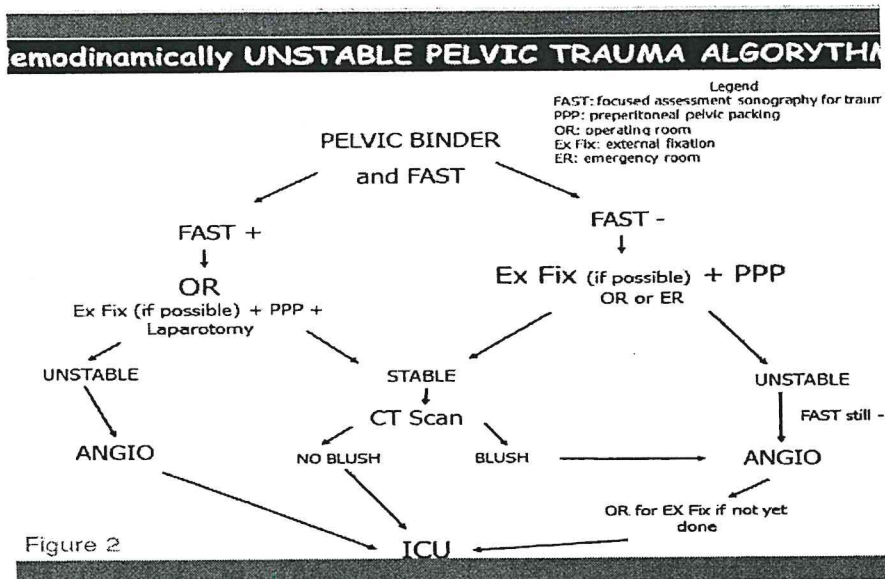 emodinamically UNSTABLE PELVIC TRAUMA ALGORYTHM
Legend
FAST: focused assessment sonography for traum
PPP: preperitoneal pelvic packing
OR: operating room
Ex Fix: external fixation
ER: emergency room
PELVIC BINDER
and FAST
FAST +
FAST -
OR
Ex Fix (if possible) + PPP +
Laparotomy
Ex Fix (if possible) + PPP
OR or ER
UNSTABLE
STABLE
UNSTABLE
CT Scan
FAST still -
ANGIO
NO BLUSH
BLUSH
ANGIO
OR for EX Fix if not yet
done
ICU
Figure 2